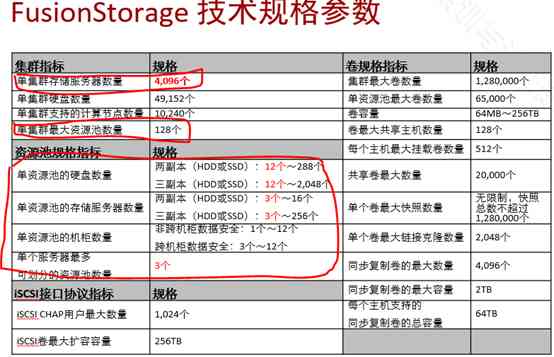 FusionStorage 技术规格参数
集群指标 规格 卷规格指标 规格
单集群存储服务器数量 4,096个 集群最大卷数量 1,280,000个
单集群硬盘数量 49,152个 单资源池最大卷数量 65,000个
单集群支持的计算节点数量 10,240个 卷容量 64MB~256TB
单集群最大资源池数量 128个 卷最大共享主机数量 128个
资源池规格指标 规格 每个主机最大挂载卷数量 512个
单资源池的硬盘数量 两副本（HDD或SSD）：12个～288个
三副本（HDD或SSD）：12个～2,048个
共享卷最大数量 20,000个
单资源池的存储服务器数量 两副本（HDD或SSD）：3个～16个
三副本（HDD或SSD）：3个～256个
单个卷最大快照数量 无限制，快照
总数不超过
1,280,000个
单资源池的机柜数量 非跨机柜数据安全：1个～12个
跨机柜数据安全：3个～12个
单个卷最大链接克隆数量 2,048个
单个服务器最多
可划分的资源池数量 3个
同步复制卷的最大数量 4,096个
iSCSI接口协议指标 规格 同步复制卷的最大容量 2TB
iSCSI CHAP用户最大数量 1,024个 每个主机支持的
同步复制卷的总容量 64TB
iSCSI卷最大扩容容量 256TB